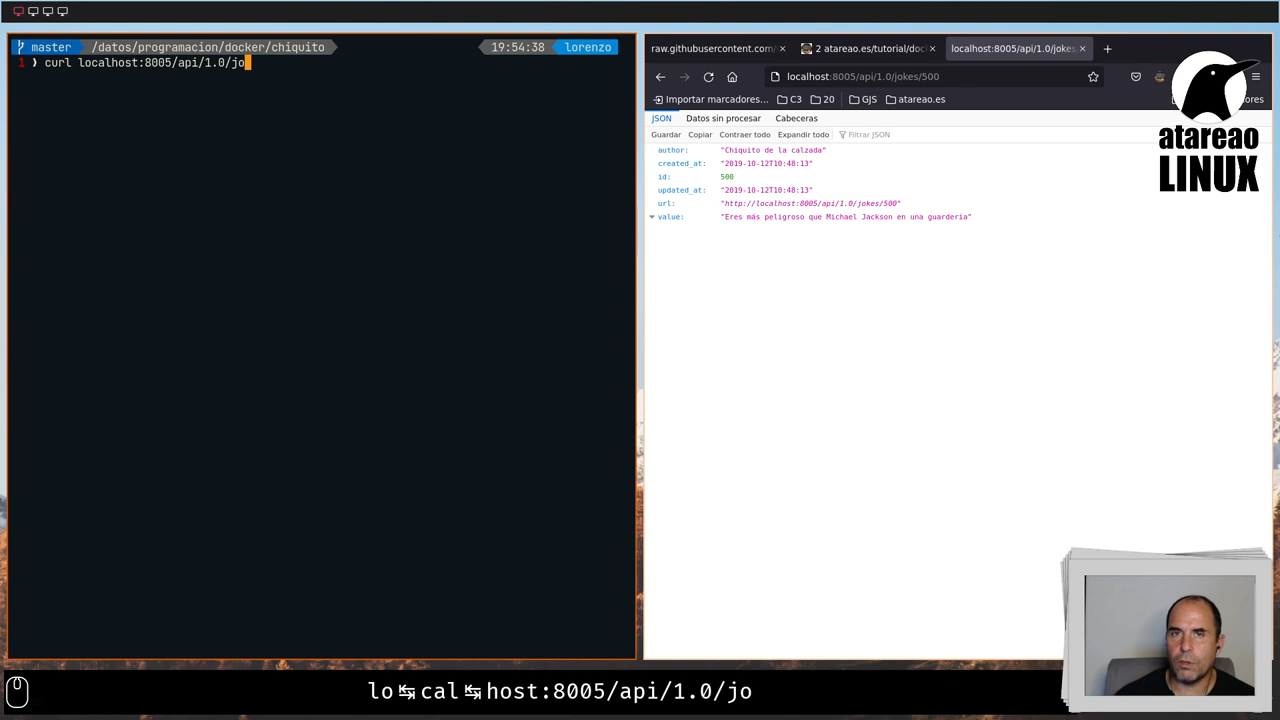 master /datos/programacion/docker/chiquito 19:54:38 lorenzo
1 ❯ curl localhost:8005/api/1.0/jo
raw.githubusercontent.com/ × 2 atareao.es/tutorial/doc × localhost:8005/api/1.0/jokes × +
localhost:8005/api/1.0/jokes/500
Importar marcadores... C3 20 GJS atareao.es
JSON Datos sin procesar Cabeceras
Guardar Copiar Contraer todo Expandir todo Filtrar JSON
author: "Chiquito de la calzada"
created_at: "2019-10-12T10:48:13"
id: 500
updated_at: "2019-10-12T10:48:13"
url: "http://localhost:8005/api/1.0/jokes/500"
value: "Eres más peligroso que Michael Jackson en una guardería"
atareao
LINUX
lo↹cal↹host:8005/api/1.0/jo